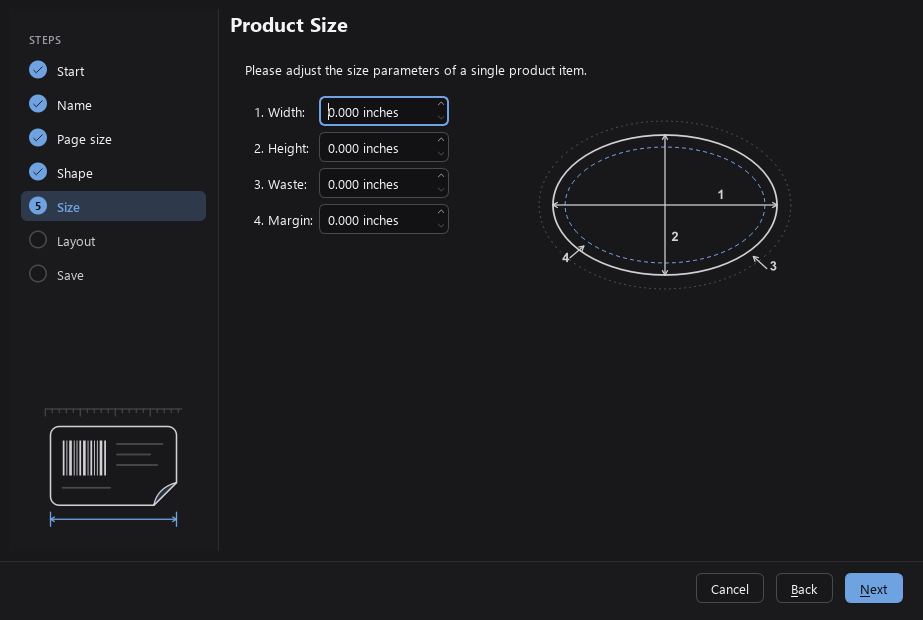 STEPS
Start
Name
Page size
Shape
5 Size
Layout
Save
Product Size
Please adjust the size parameters of a single product item.
1. Width: 0.000 inches
2. Height: 0.000 inches
3. Waste: 0.000 inches
4. Margin: 0.000 inches
1
2
4
3
Cancel
Back
Next